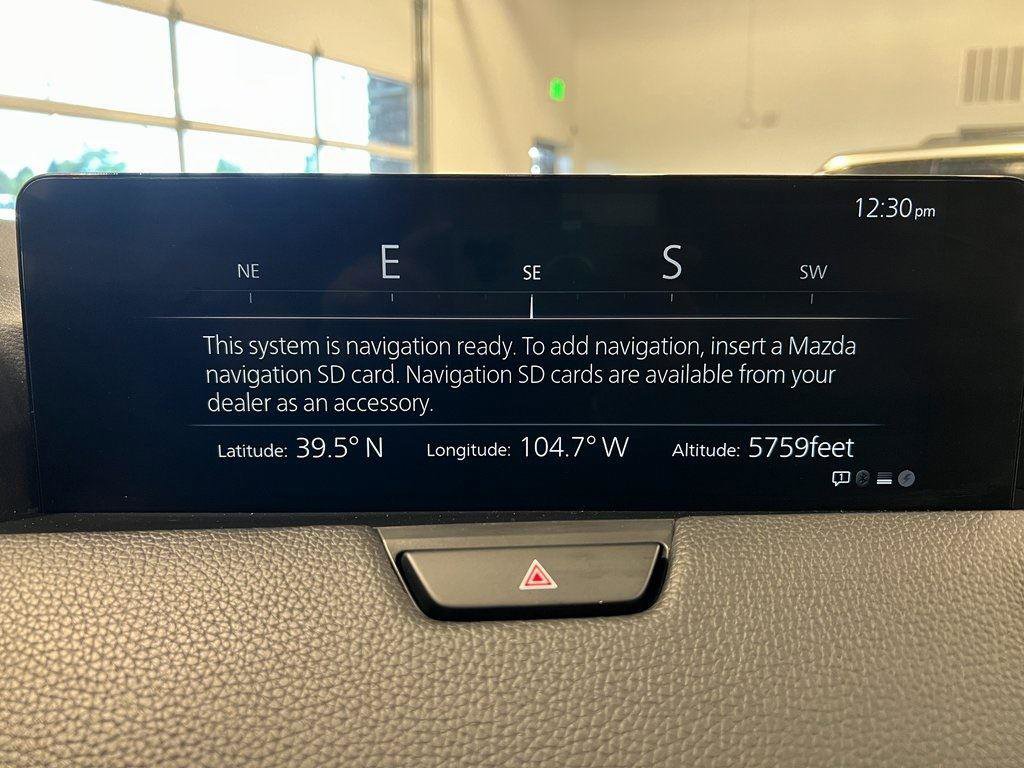 12:30pm
NE E SE S SW
This system is navigation ready. To add navigation, insert a Mazda
navigation SD card. Navigation SD cards are available from your
dealer as an accessory.
Latitude: 39.5° N Longitude: 104.7° W Altitude: 5759feet
1